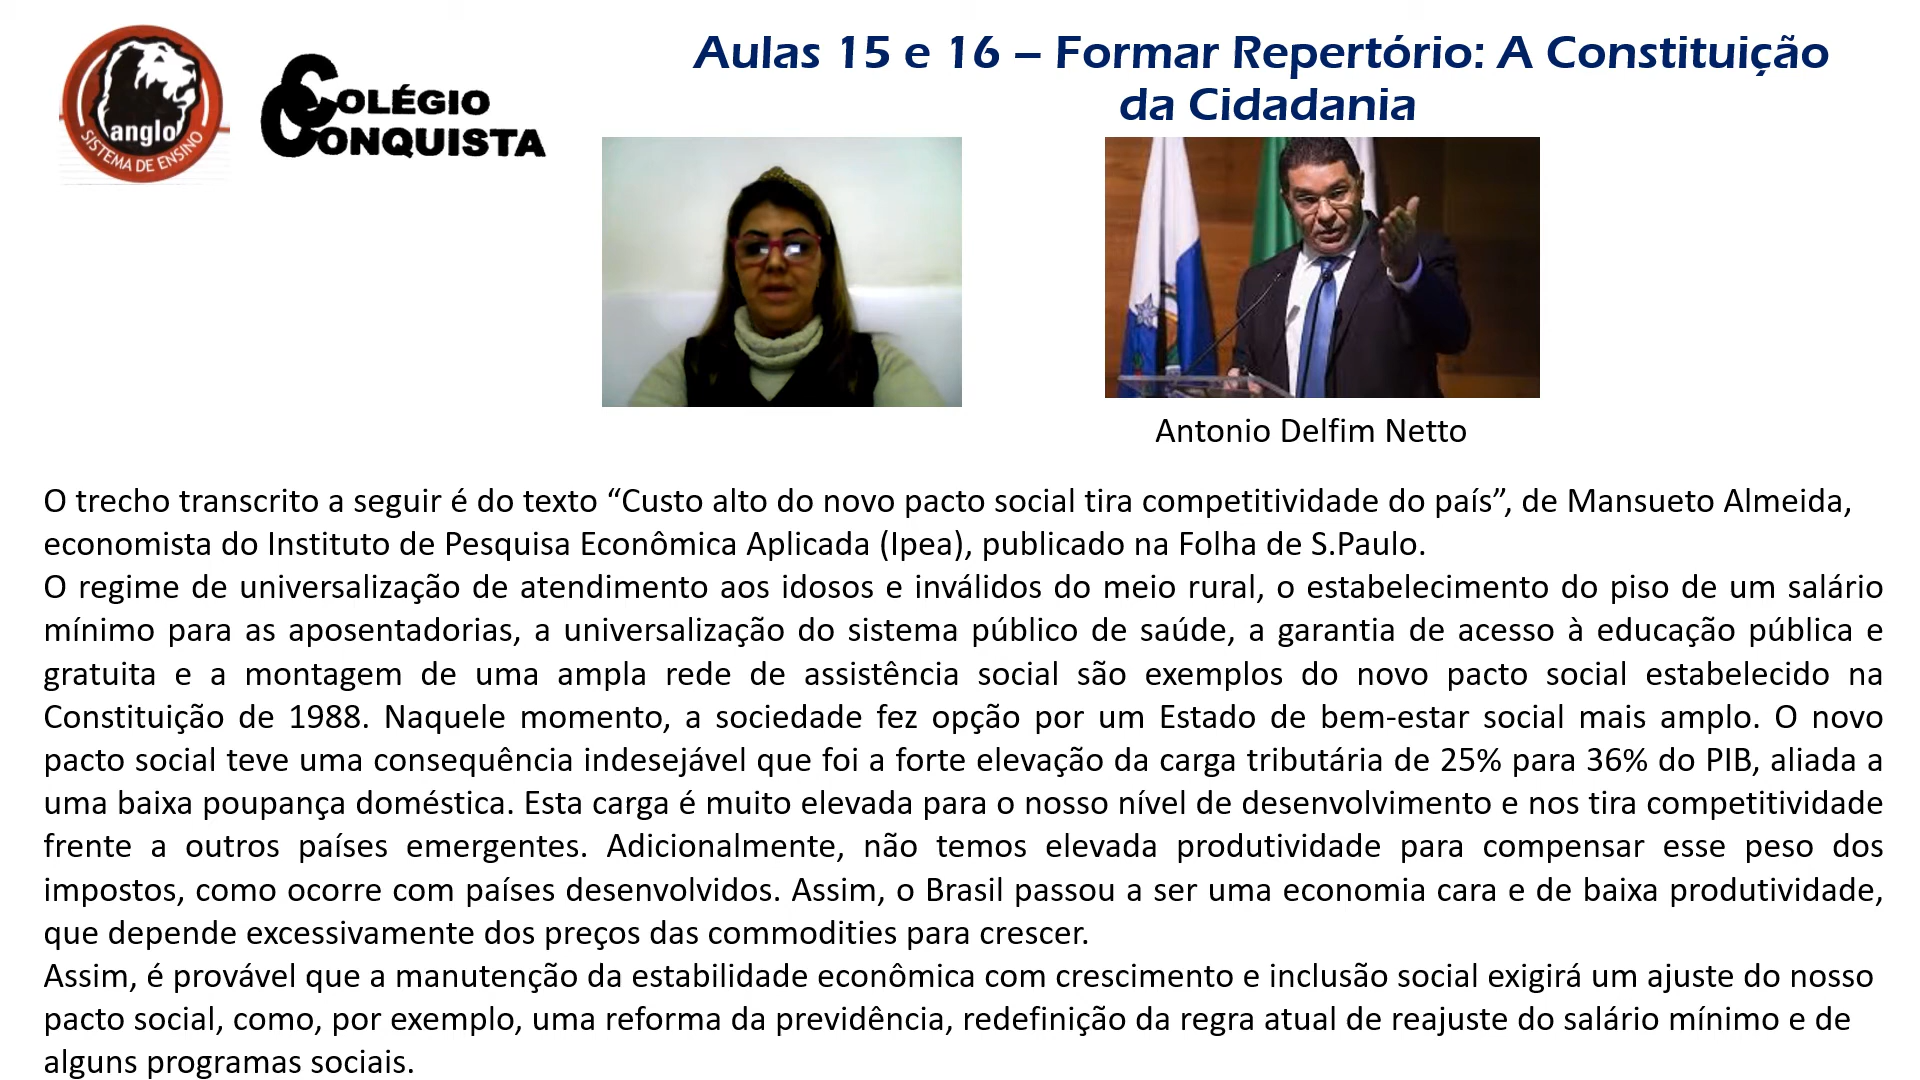 Aulas 15 e 16 – Formar Repertório: A Constituição
da Cidadania
anglo
SISTEMA DE ENSINO
COLÉGIO
CONQUISTA
Antonio Delfim Netto
O trecho transcrito a seguir é do texto “Custo alto do novo pacto social tira competitividade do país”, de Mansueto Almeida,
economista do Instituto de Pesquisa Econômica Aplicada (Ipea), publicado na Folha de S.Paulo.
O regime de universalização de atendimento aos idosos e inválidos do meio rural, o estabelecimento do piso de um salário
mínimo para as aposentadorias, a universalização do sistema público de saúde, a garantia de acesso à educação pública e
gratuita e a montagem de uma ampla rede de assistência social são exemplos do novo pacto social estabelecido na
Constituição de 1988. Naquele momento, a sociedade fez opção por um Estado de bem-estar social mais amplo. O novo
pacto social teve uma consequência indesejável que foi a forte elevação da carga tributária de 25% para 36% do PIB, aliada a
uma baixa poupança doméstica. Esta carga é muito elevada para o nosso nível de desenvolvimento e nos tira competitividade
frente a outros países emergentes. Adicionalmente, não temos elevada produtividade para compensar esse peso dos
impostos, como ocorre com países desenvolvidos. Assim, o Brasil passou a ser uma economia cara e de baixa produtividade,
que depende excessivamente dos preços das commodities para crescer.
Assim, é provável que a manutenção da estabilidade econômica com crescimento e inclusão social exigirá um ajuste do nosso
pacto social, como, por exemplo, uma reforma da previdência, redefinição da regra atual de reajuste do salário mínimo e de
alguns programas sociais.